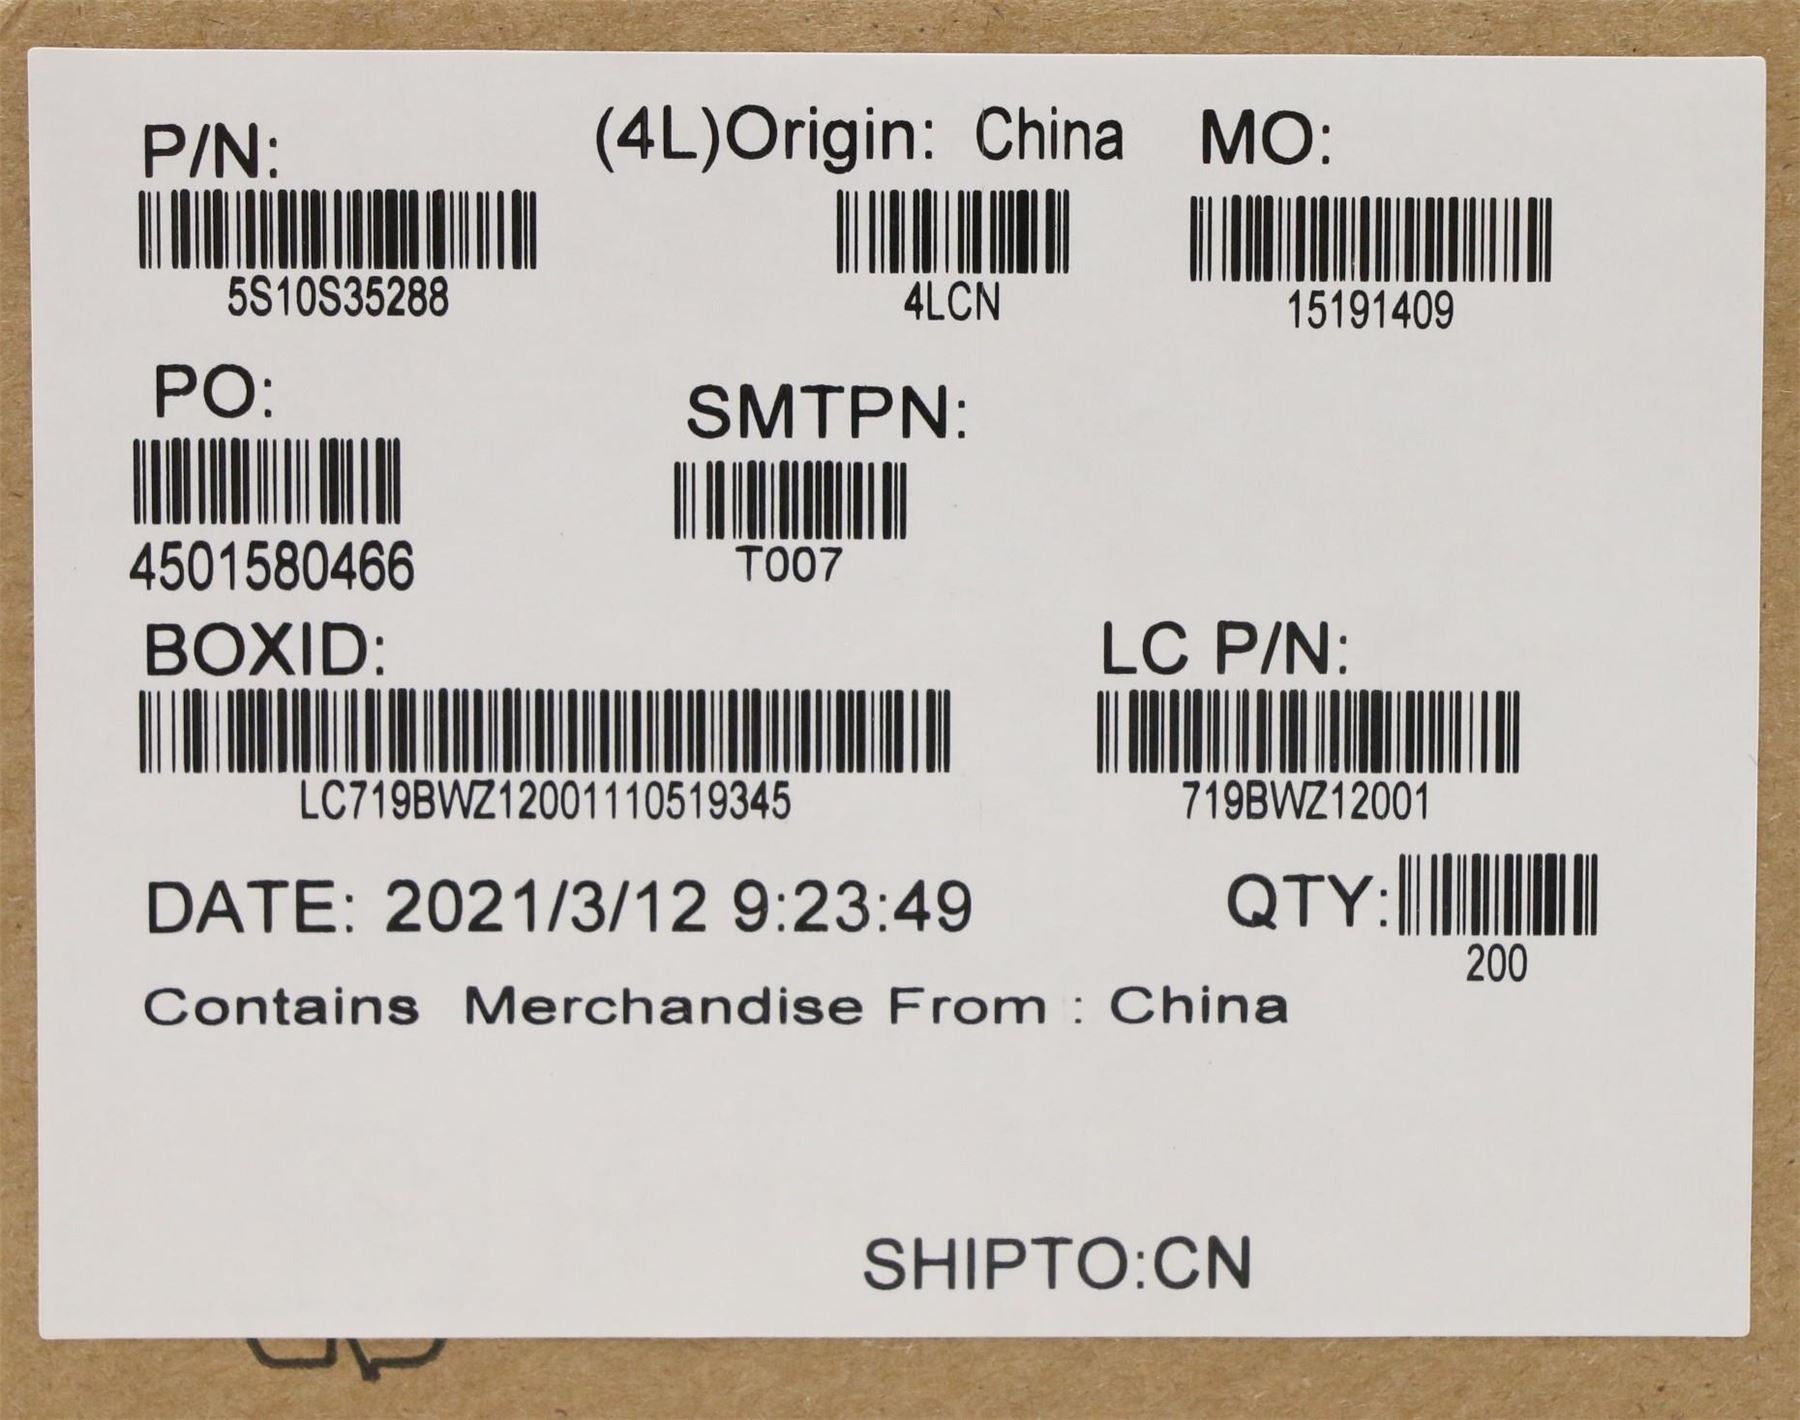 P/N:
(4L)Origin: China
MO:
5S10S35288
4LCN
15191409
PO:
SMTPN:
4501580466
T007
BOXID:
LC P/N:
LC719BWZ12001110519345
719BWZ12001
DATE: 2021/3/12 9:23:49
QTY:
200
Contains Merchandise From : China
SHIPTO:CN